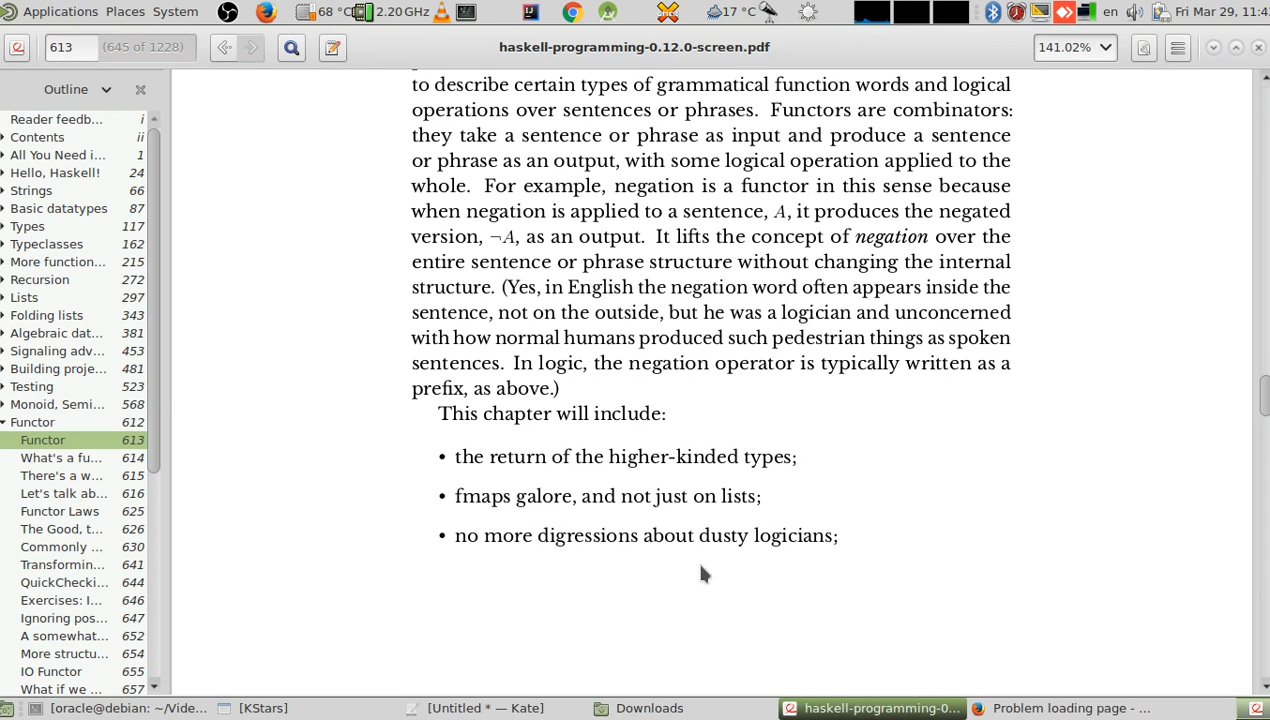 Applications Places System 68 °C 2.20 GHz 17 °C en Fri Mar 29, 11:4
613 (645 of 1228) haskell-programming-0.12.0-screen.pdf 141.02%
Outline
Reader feedb... i
Contents ii
All You Need i... 1
Hello, Haskell! 24
Strings 66
Basic datatypes 87
Types 117
Typeclasses 162
More function... 215
Recursion 272
Lists 297
Folding lists 343
Algebraic dat... 381
Signaling adv... 453
Building proje... 481
Testing 523
Monoid, Semi... 568
Functor 612
Functor 613
What's a fu... 614
There's a w... 615
Let's talk ab... 616
Functor Laws 625
The Good, t... 626
Commonly ... 630
Transformin... 641
QuickChecki... 644
Exercises: I... 646
Ignoring pos... 647
A somewhat... 652
More structu... 654
IO Functor 655
What if we ... 657
to describe certain types of grammatical function words and logical
operations over sentences or phrases. Functors are combinators:
they take a sentence or phrase as input and produce a sentence
or phrase as an output, with some logical operation applied to the
whole. For example, negation is a functor in this sense because
when negation is applied to a sentence, A, it produces the negated
version, ¬A, as an output. It lifts the concept of negation over the
entire sentence or phrase structure without changing the internal
structure. (Yes, in English the negation word often appears inside the
sentence, not on the outside, but he was a logician and unconcerned
with how normal humans produced such pedestrian things as spoken
sentences. In logic, the negation operator is typically written as a
prefix, as above.)
This chapter will include:
• the return of the higher-kinded types;
• fmaps galore, and not just on lists;
• no more digressions about dusty logicians;
[oracle@debian: ~/Vide... [KStars] [Untitled * — Kate] Downloads haskell-programming-0.... Problem loading page - ...